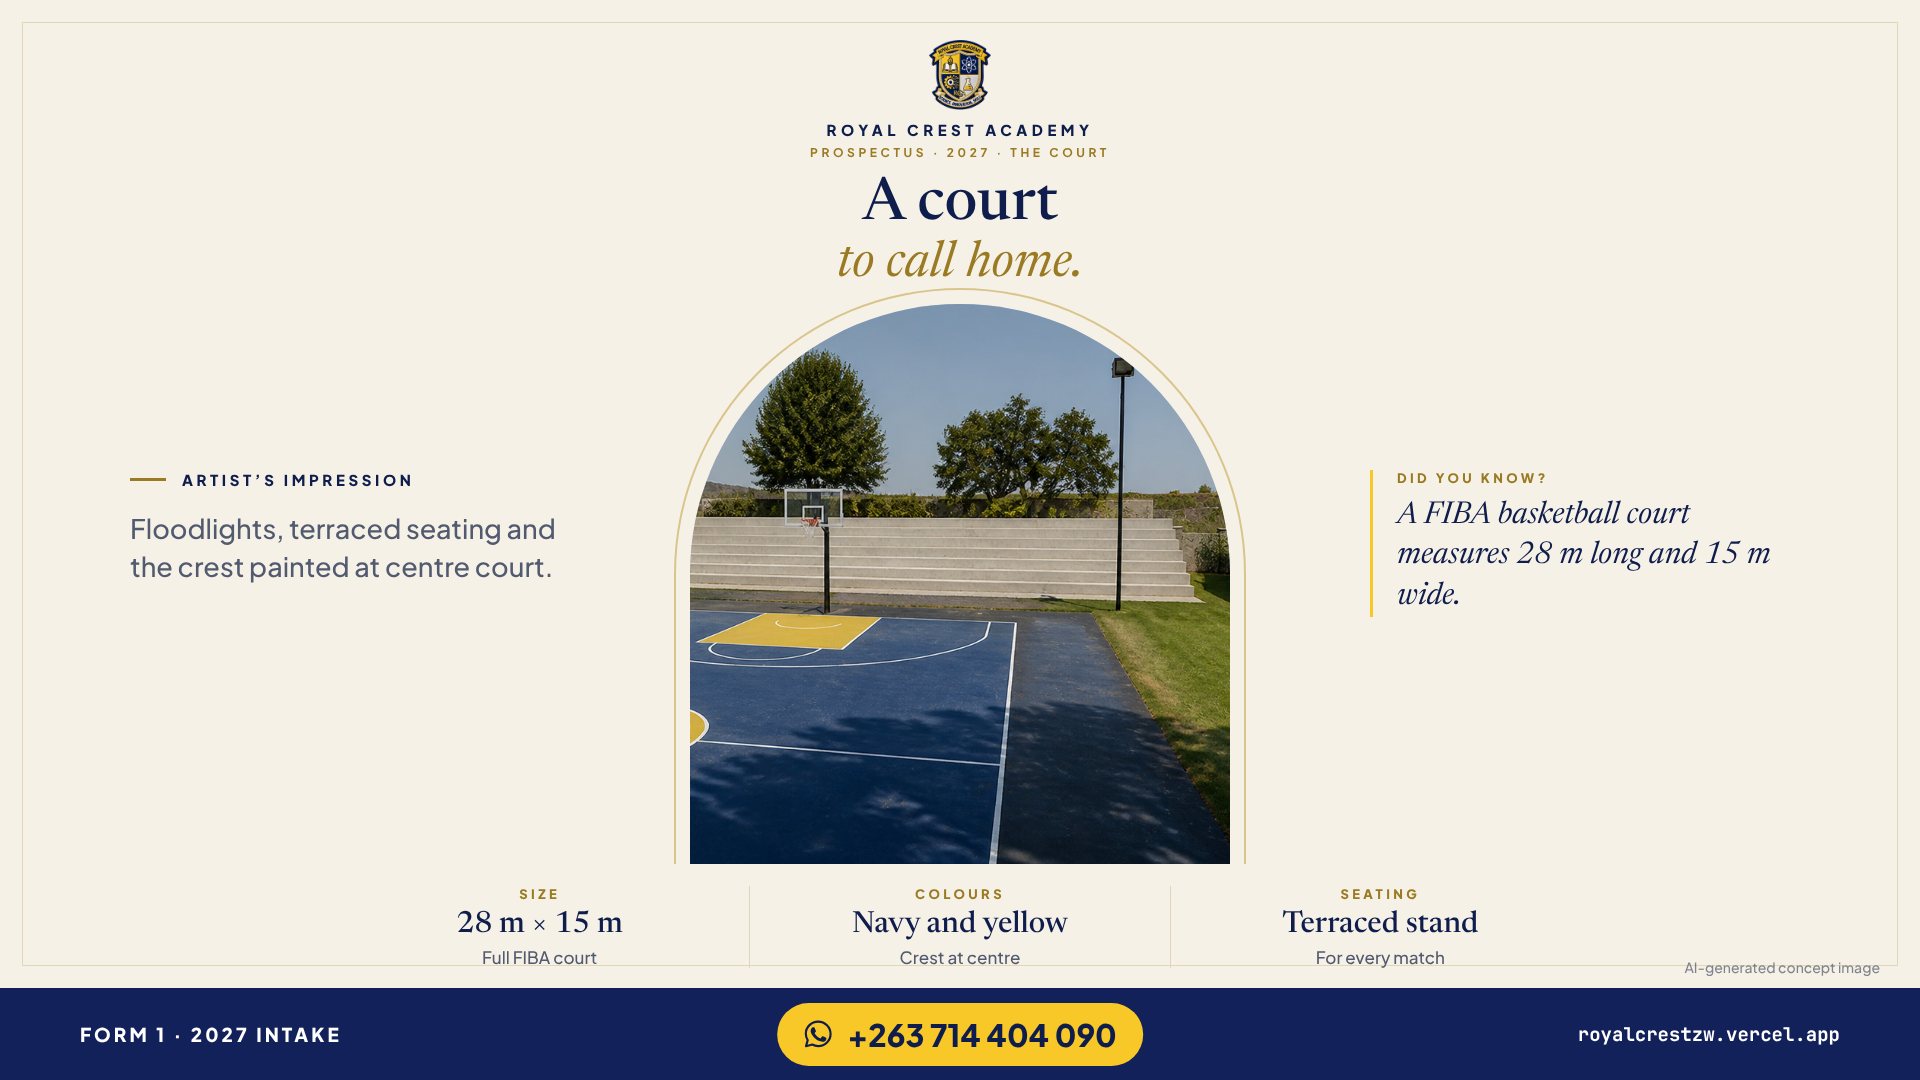 ROYAL CREST ACADEMY
ROYAL CREST ACADEMY
PROSPECTUS · 2027 · THE COURT
A court
to call home.
ARTIST’S IMPRESSION
Floodlights, terraced seating and
the crest painted at centre court.
DID YOU KNOW?
A FIBA basketball court
measures 28 m long and 15 m
wide.
SIZE
28 m × 15 m
Full FIBA court
COLOURS
Navy and yellow
Crest at centre
SEATING
Terraced stand
For every match
AI-generated concept image
FORM 1 · 2027 INTAKE
+263 714 404 090
royalcrestzw.vercel.app